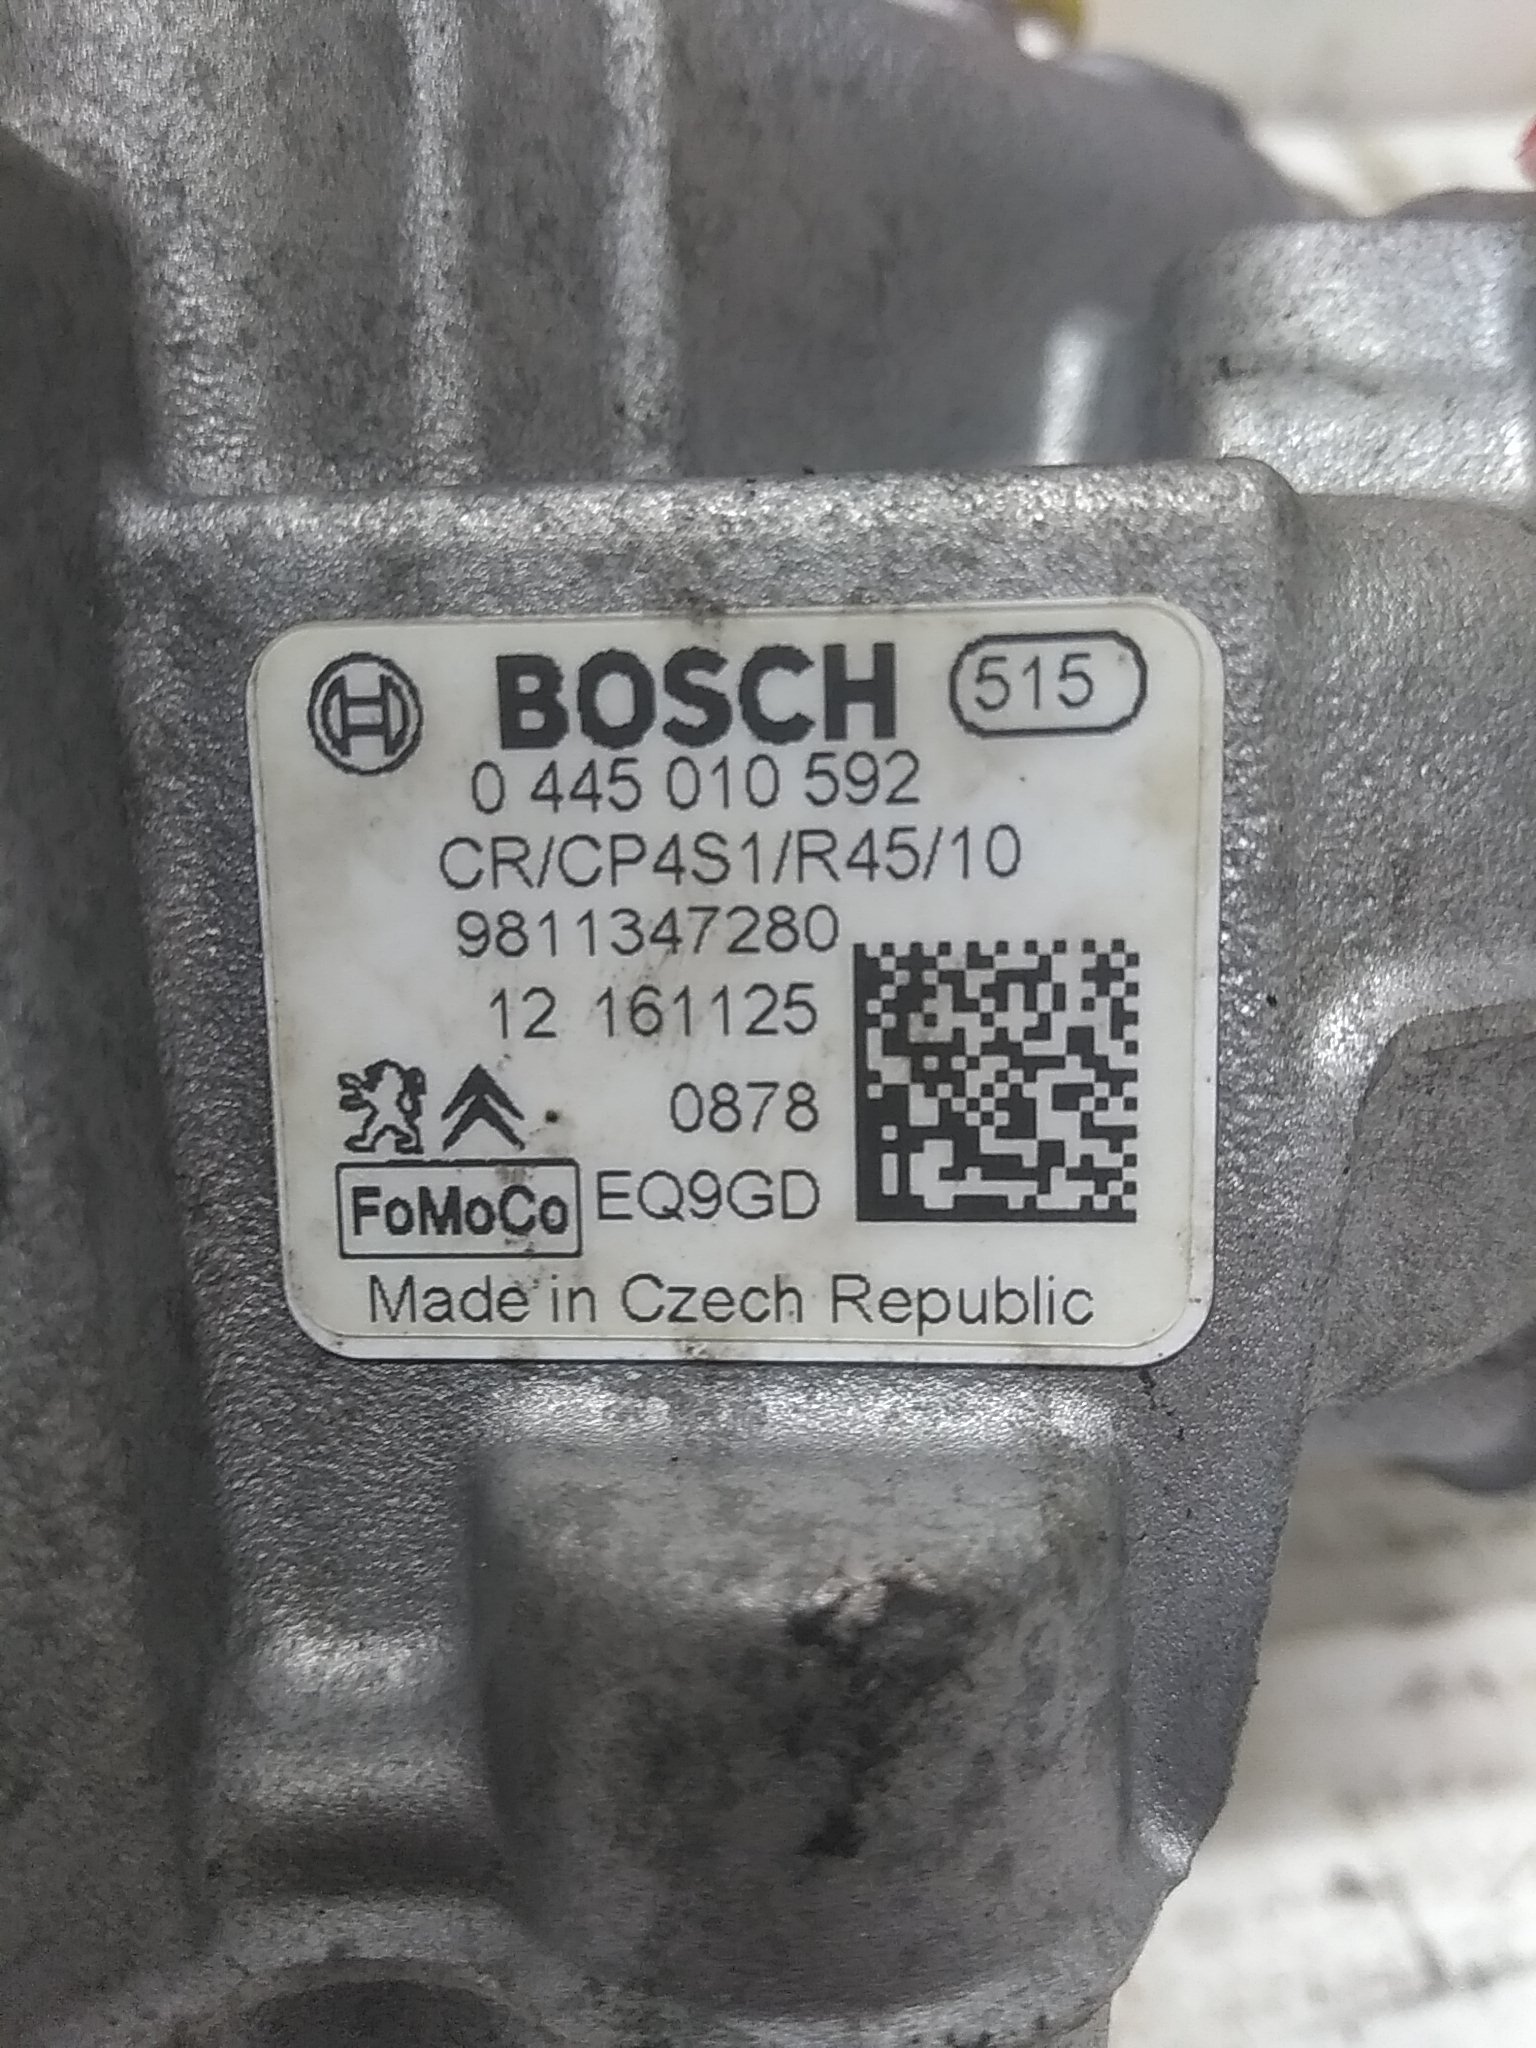 BOSCH 515
0 445 010 592
CR/CP4S1/R45/10
9811347280
12 161125
0878
FoMoCo EQ9GD
Made in Czech Republic